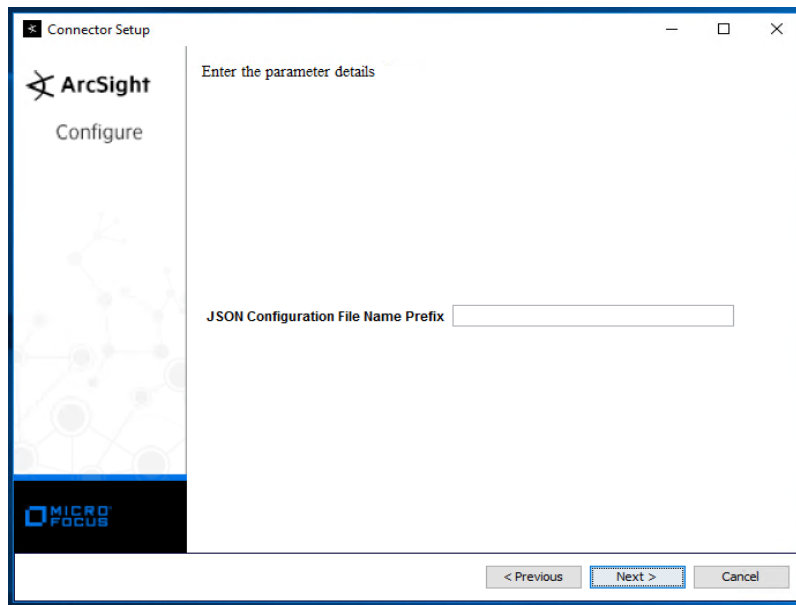 Connector Setup
ArcSight
Configure
Enter the parameter details
JSON Configuration File Name Prefix
MICRO
FOCUS
< Previous
Next >
Cancel